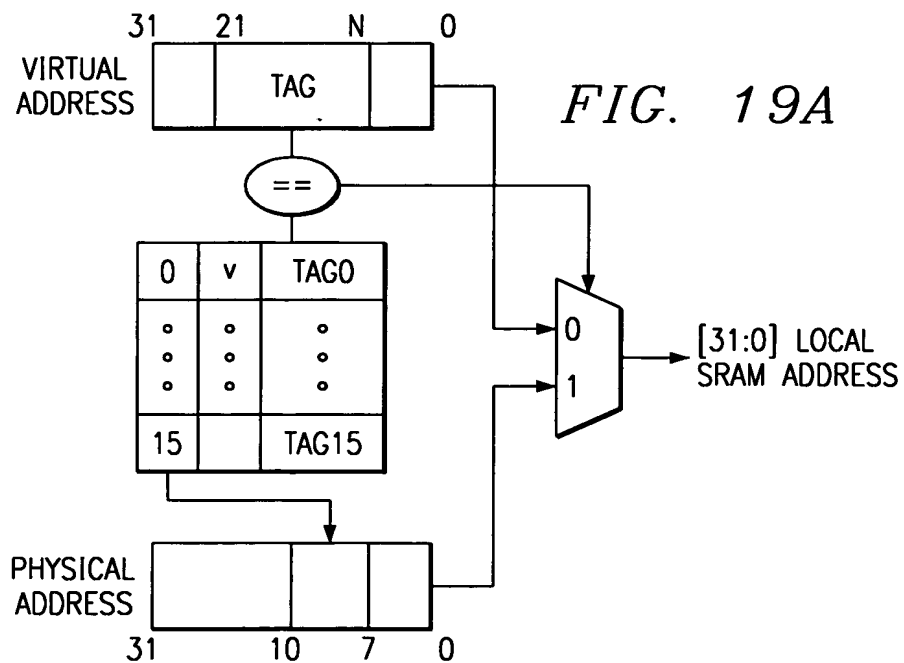 31 21 N 0
VIRTUAL
ADDRESS
TAG
FIG. 19A
==
0 v TAG0
15 TAG15
0
1
[31:0] LOCAL
SRAM ADDRESS
PHYSICAL
ADDRESS
31 10 7 0